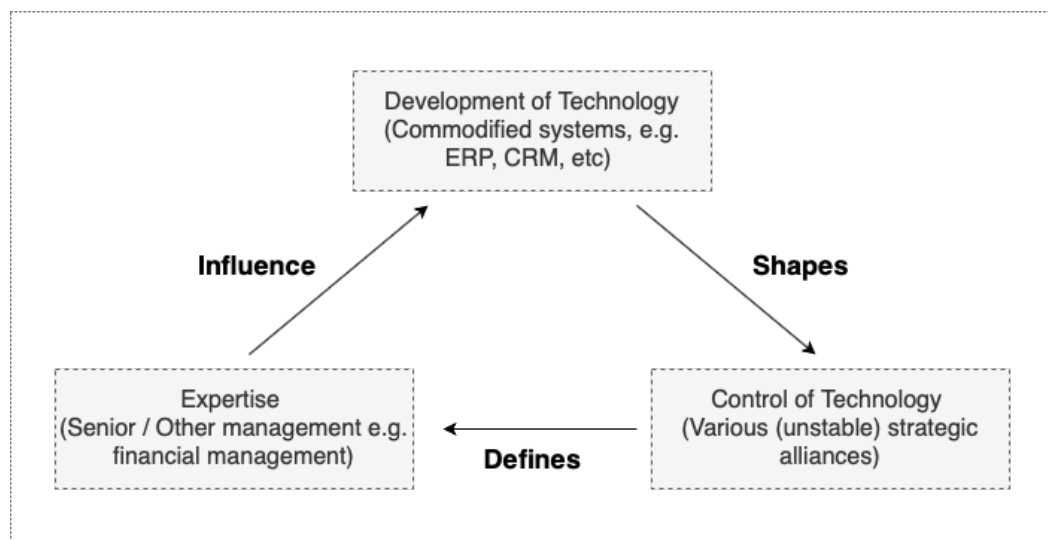 Development of Technology
(Commodified systems, e.g.
ERP, CRM, etc)
Influence
Shapes
Expertise
(Senior / Other management e.g.
financial management)
Control of Technology
(Various (unstable) strategic
alliances)
Defines